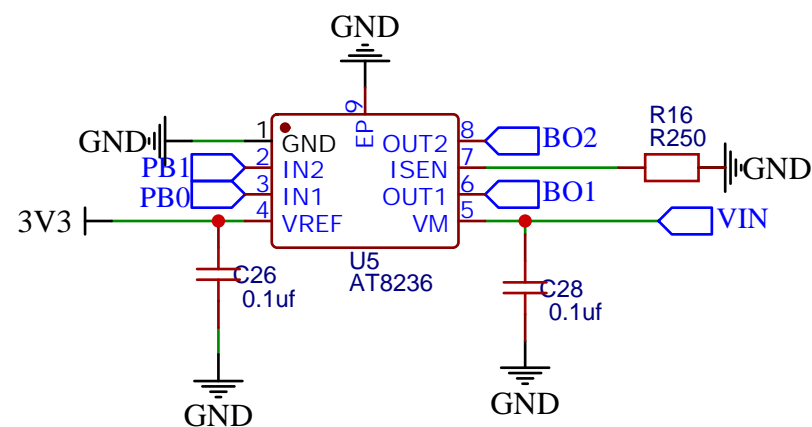 GND
9
EP
R16
R250
GND
1
GND
OUT2
8
BO2
GND
PB1
2
IN2
ISEN
7
PB0
3
IN1
OUT1
6
BO1
3V3
4
VREF
VM
5
VIN
U5
AT8236
C26
0.1uf
C28
0.1uf
GND
GND